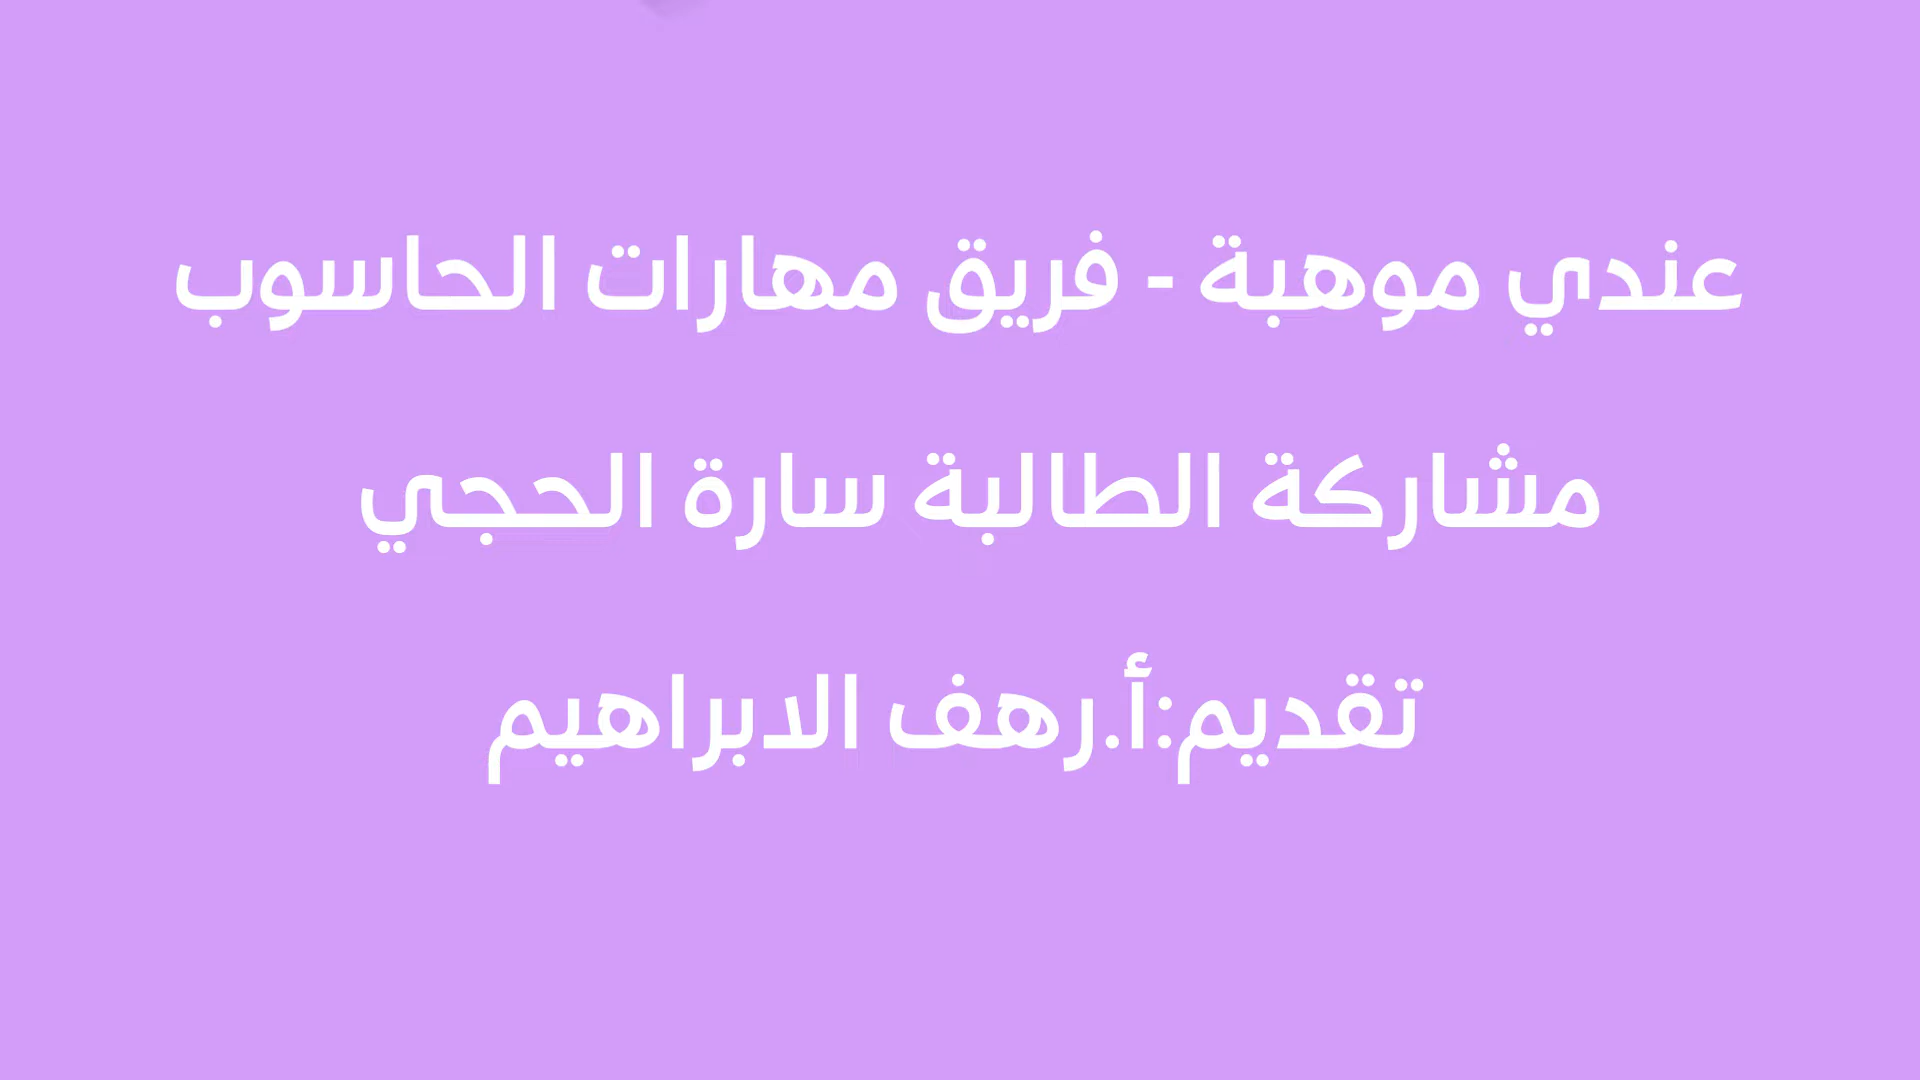 عندي موهبة - فريق مهارات الحاسوب
مشاركة الطالبة سارة الحجي
تقديم:أ.رهف الابراهيم